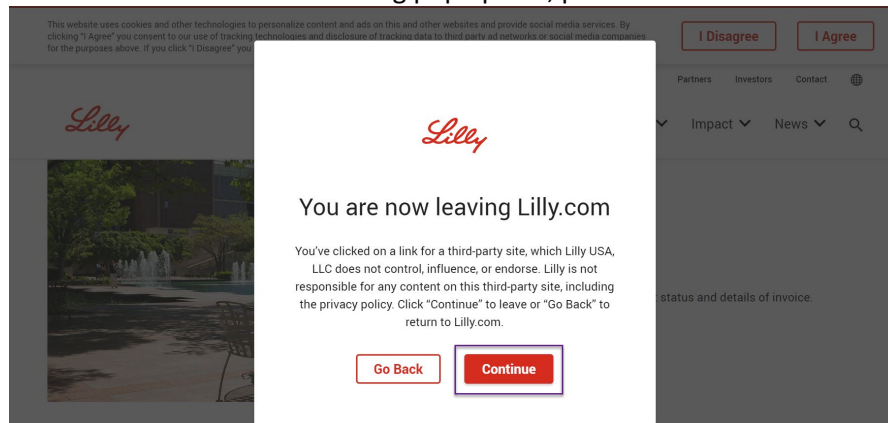 This website uses cookies and other technologies to personalize content and ads on this and other websites and provide social media services. By
clicking "I Agree" you consent to our use of tracking technologies and disclosure of tracking data to third party ad networks or social media companies
for the purposes above. If you click "I Disagree" you
I Disagree
I Agree
Partners Investors Contact
Lilly
Impact News
Lilly
You are now leaving Lilly.com
You've clicked on a link for a third-party site, which Lilly USA,
LLC does not control, influence, or endorse. Lilly is not
responsible for any content on this third-party site, including
the privacy policy. Click "Continue" to leave or "Go Back" to
return to Lilly.com.
status and details of invoice.
Go Back
Continue